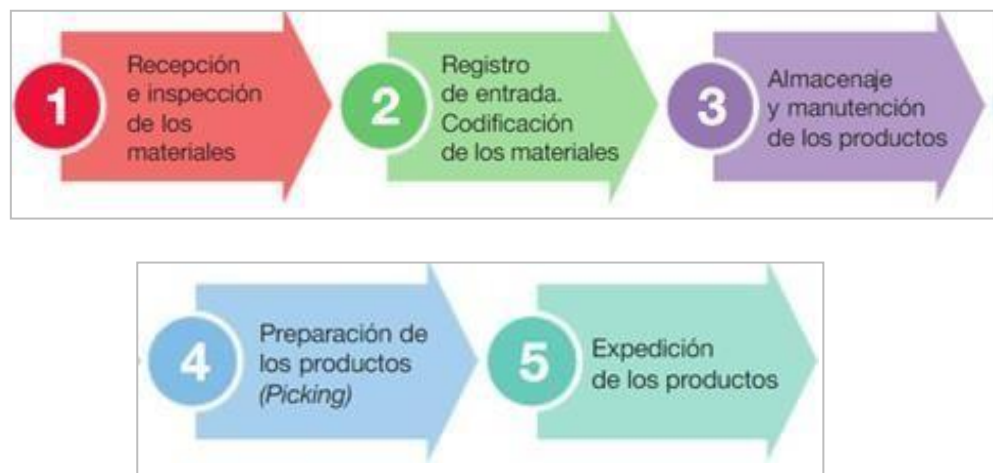 1
Recepción
e inspección
de los
materiales
2
Registro
de entrada.
Codificación
de los materiales
3
Almacenaje
y manutención
de los productos
4
Preparación de
los productos
(Picking)
5
Expedición
de los productos